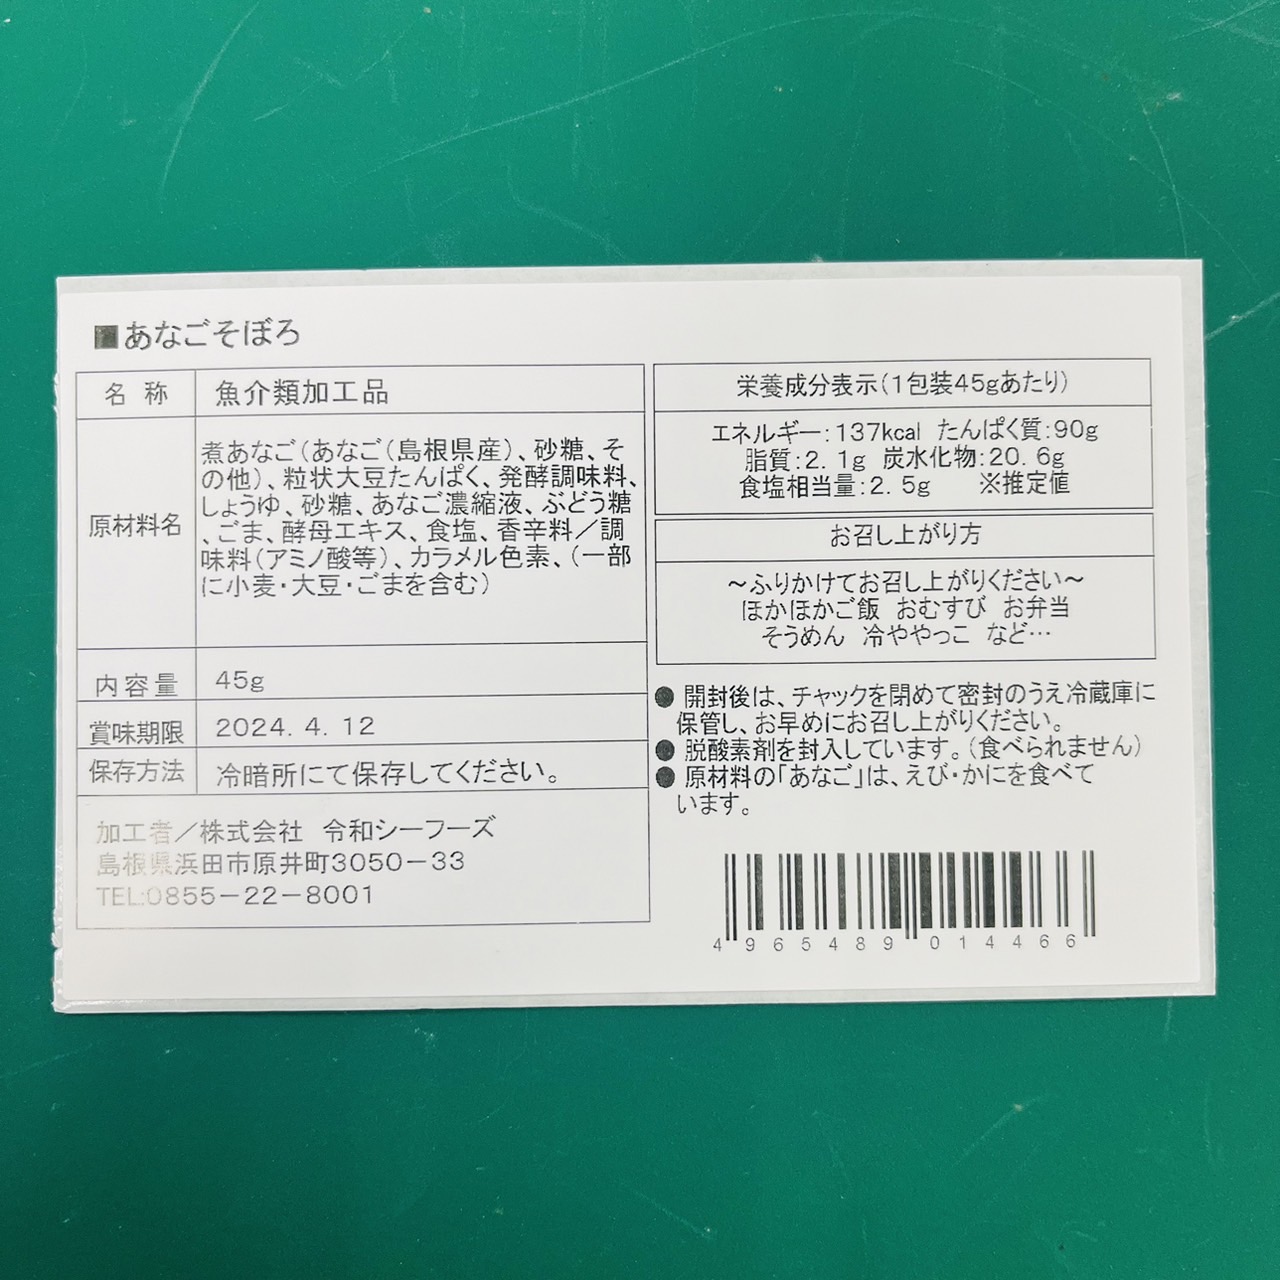 ■あなごそぼろ
名 称 魚介類加工品
原材料名
煮あなご(あなご(島根県産)、砂糖、そ
の他)、粒状大豆たんぱく、発酵調味料、
しょうゆ、砂糖、あなご濃縮液、ぶどう糖
、ごま、酵母エキス、食塩、香辛料／調
味料(アミノ酸等)、カラメル色素、(一部
に小麦・大豆・ごまを含む)
内容量 45g
賞味期限 2024. 4. 12
保存方法 冷暗所にて保存してください。
加工者／株式会社 令和シーフーズ
島根県浜田市原井町3050－33
TEL:0855－22－8001
栄養成分表示(1包装45gあたり)
エネルギー:137kcal たんぱく質:90g
脂質:2. 1g 炭水化物:20. 6g
食塩相当量:2. 5g ※推定値
お召し上がり方
～ふりかけてお召し上がりください～
ほかほかご飯 おむすび お弁当
そうめん 冷ややっこ など…
● 開封後は、チャックを閉めて密封のうえ冷蔵庫に
保管し、お早めにお召し上がりください。
● 脱酸素剤を封入しています。(食べられません)
● 原材料の「あなご」は、えび・かにを食べて
います。
4965489014466